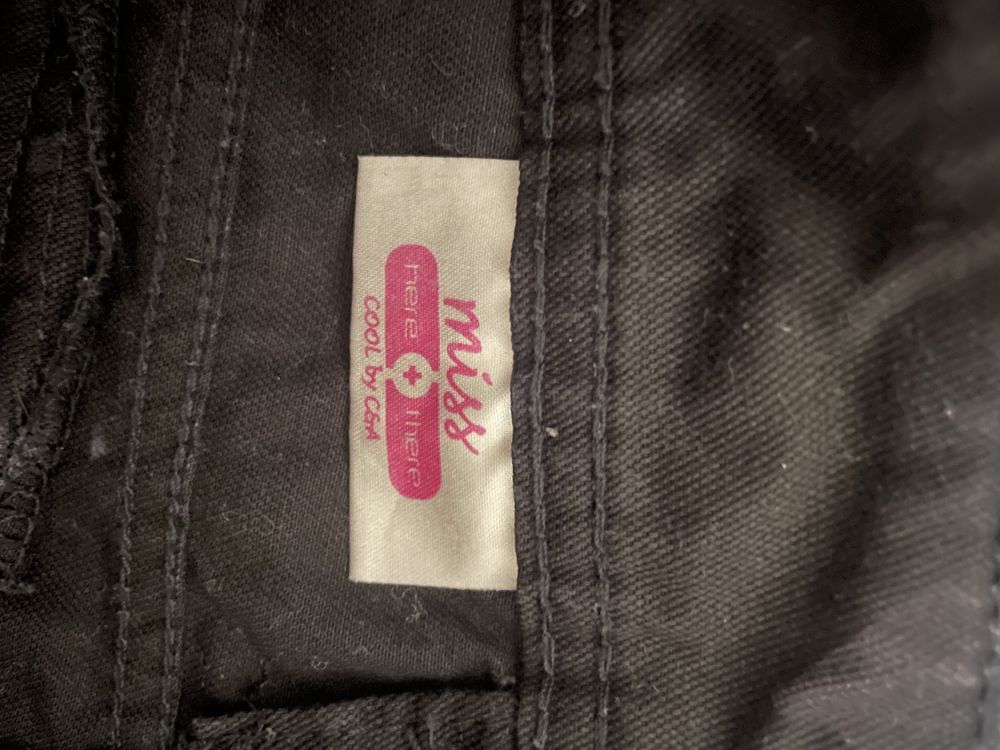 miss
here + there
COOL by C&A